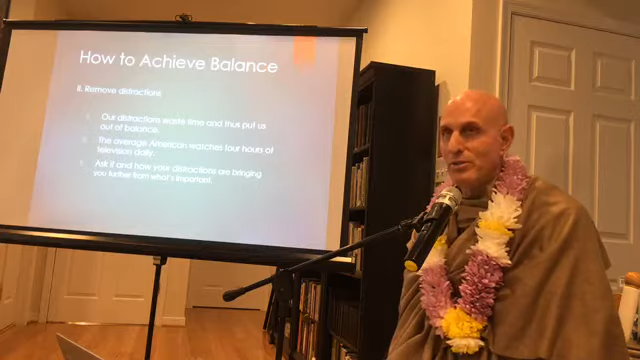 How to Achieve Balance
II. Remove distractions.
Our distractions waste time and thus put us
out of balance.
The average American watches four hours of
television daily.
Ask if and how your distractions are bringing
you further from what's important.